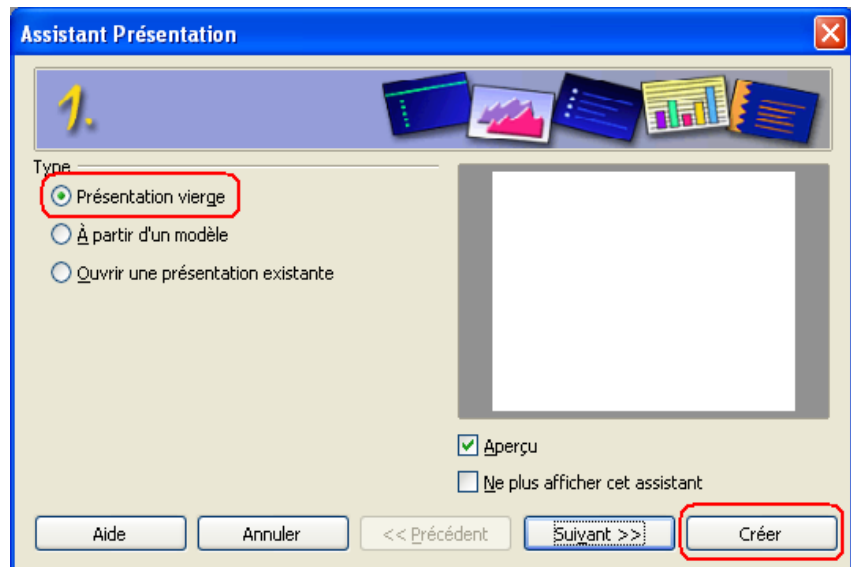 Assistant Présentation
1.
Type
Présentation vierge
À partir d'un modèle
Ouvrir une présentation existante
Aperçu
Ne plus afficher cet assistant
Aide Annuler << Précédent Suivant >> Créer